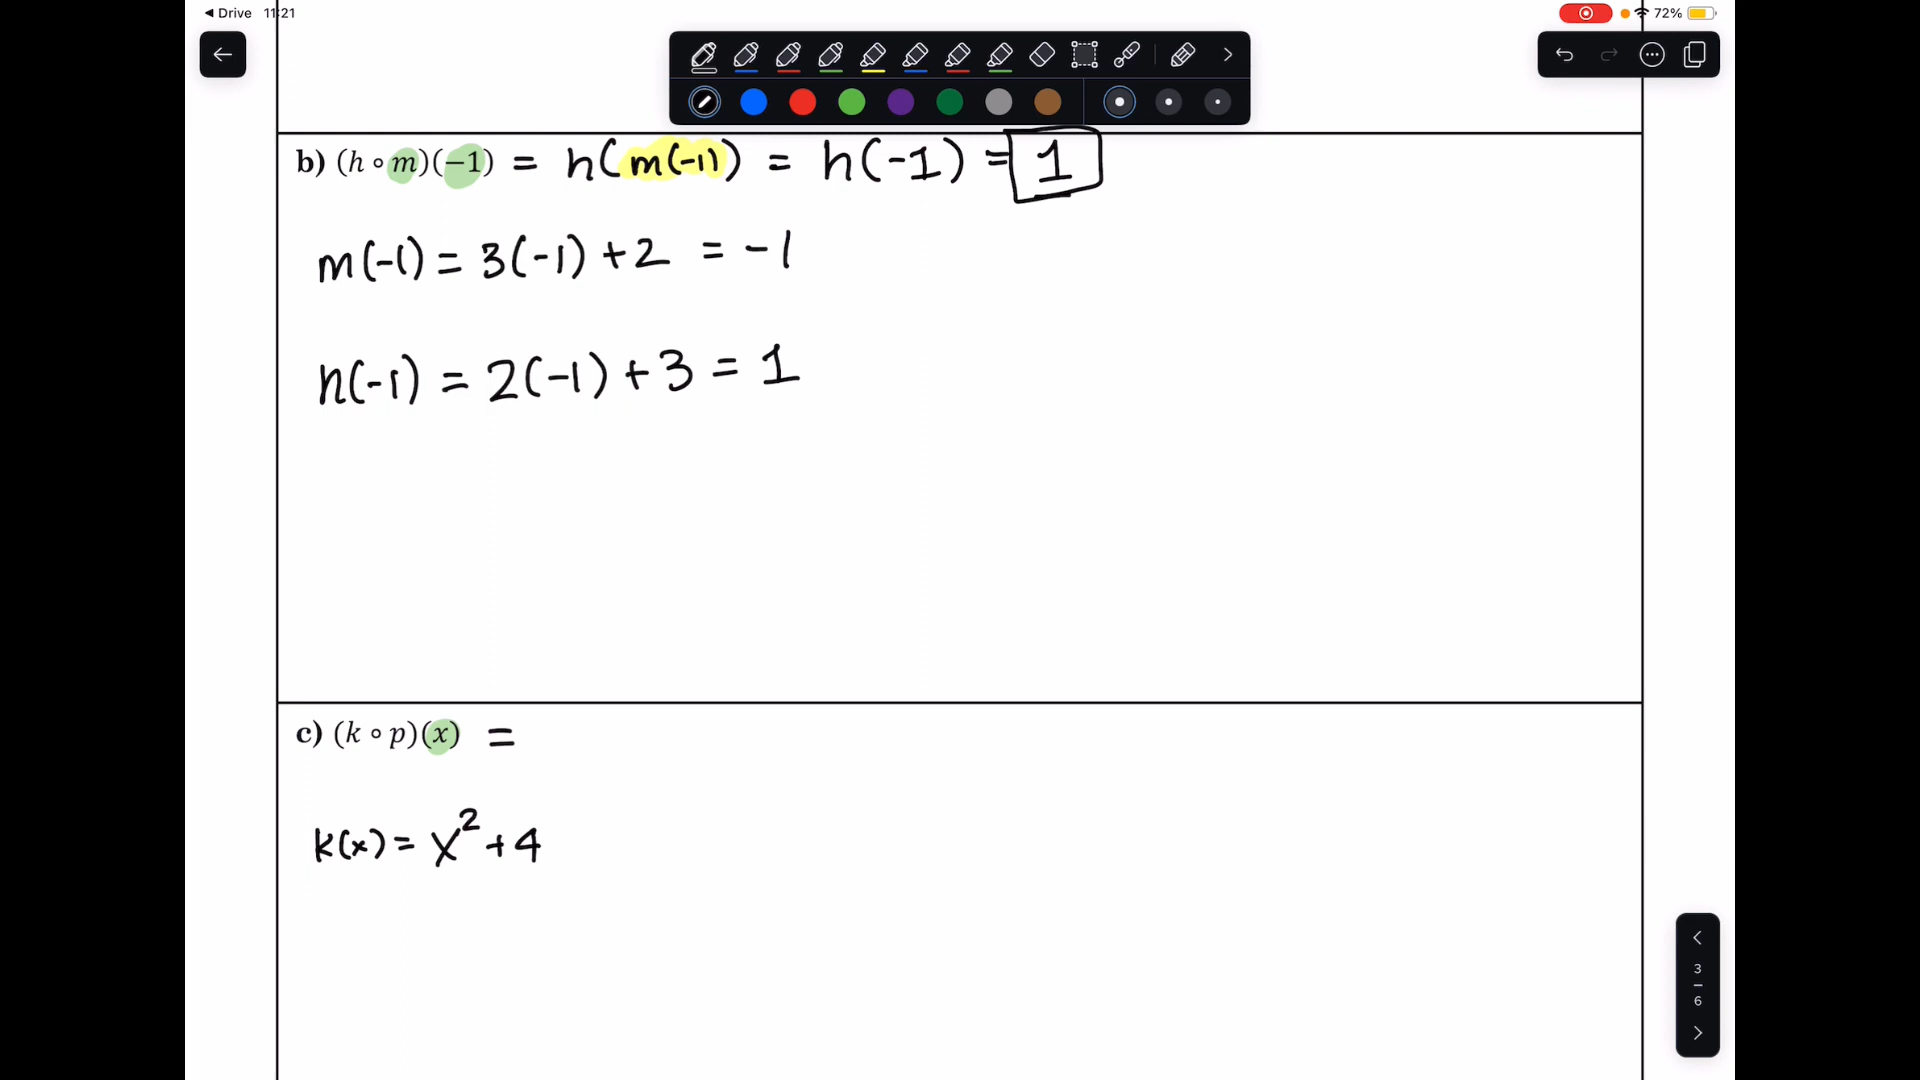 Drive 11:21
72%
b) (h ∘ m)(−1) = h(m(-1)) = h(-1) = 1
m(-1) = 3(-1) + 2 = -1
h(-1) = 2(-1) + 3 = 1
c) (k ∘ p)(x) =
k(x) = x² + 4
3
6